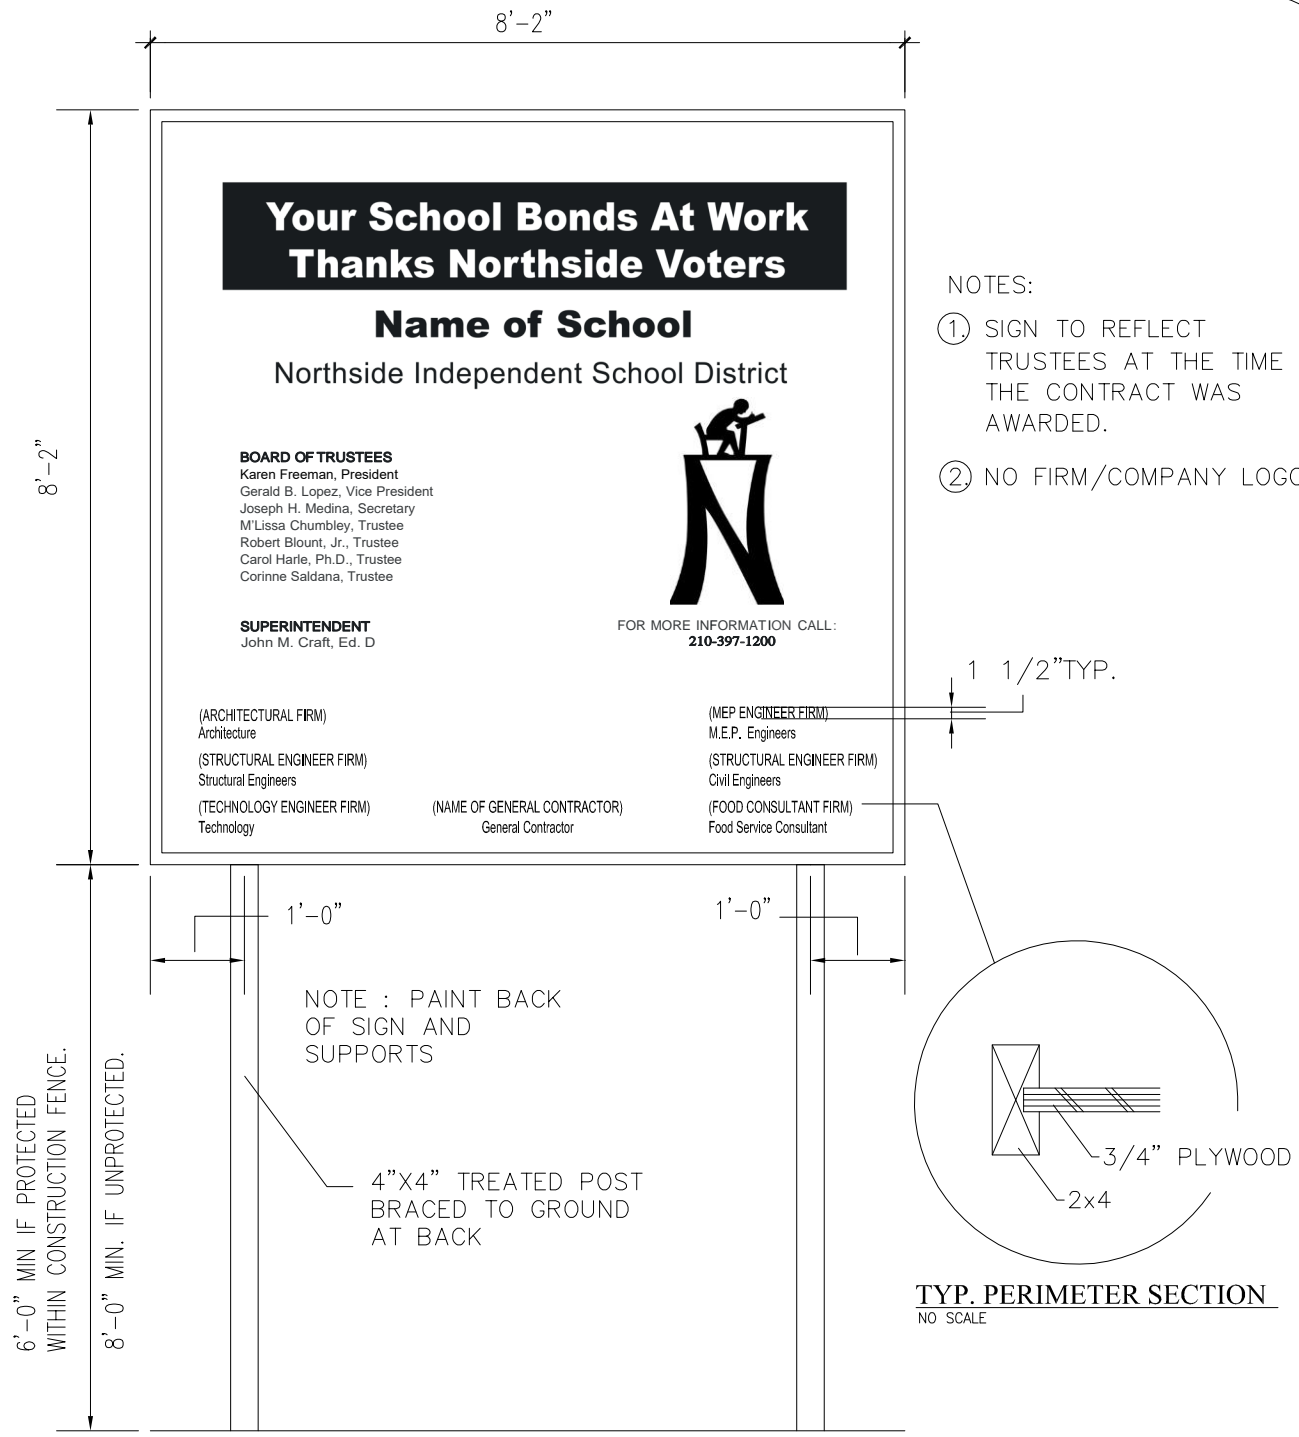 8'-2"
8'-2"
Your School Bonds At Work
Thanks Northside Voters
Name of School
Northside Independent School District
BOARD OF TRUSTEES
Karen Freeman, President
Gerald B. Lopez, Vice President
Joseph H. Medina, Secretary
M'Lissa Chumbley, Trustee
Robert Blount, Jr., Trustee
Carol Harle, Ph.D., Trustee
Corinne Saldana, Trustee
SUPERINTENDENT
John M. Craft, Ed. D
N
FOR MORE INFORMATION CALL:
210-397-1200
(ARCHITECTURAL FIRM)
Architecture
(STRUCTURAL ENGINEER FIRM)
Structural Engineers
(TECHNOLOGY ENGINEER FIRM)
Technology
(NAME OF GENERAL CONTRACTOR)
General Contractor
(MEP ENGINEER FIRM)
M.E.P. Engineers
(STRUCTURAL ENGINEER FIRM)
Civil Engineers
(FOOD CONSULTANT FIRM)
Food Service Consultant
NOTES:
1. SIGN TO REFLECT
TRUSTEES AT THE TIME
THE CONTRACT WAS
AWARDED.
2. NO FIRM/COMPANY LOGO
1 1/2"TYP.
1'-0"
1'-0"
NOTE : PAINT BACK
OF SIGN AND
SUPPORTS
4"X4" TREATED POST
BRACED TO GROUND
AT BACK
6'-0" MIN IF PROTECTED
WITHIN CONSTRUCTION FENCE.
8'-0" MIN. IF UNPROTECTED.
3/4" PLYWOOD
2x4
TYP. PERIMETER SECTION
NO SCALE